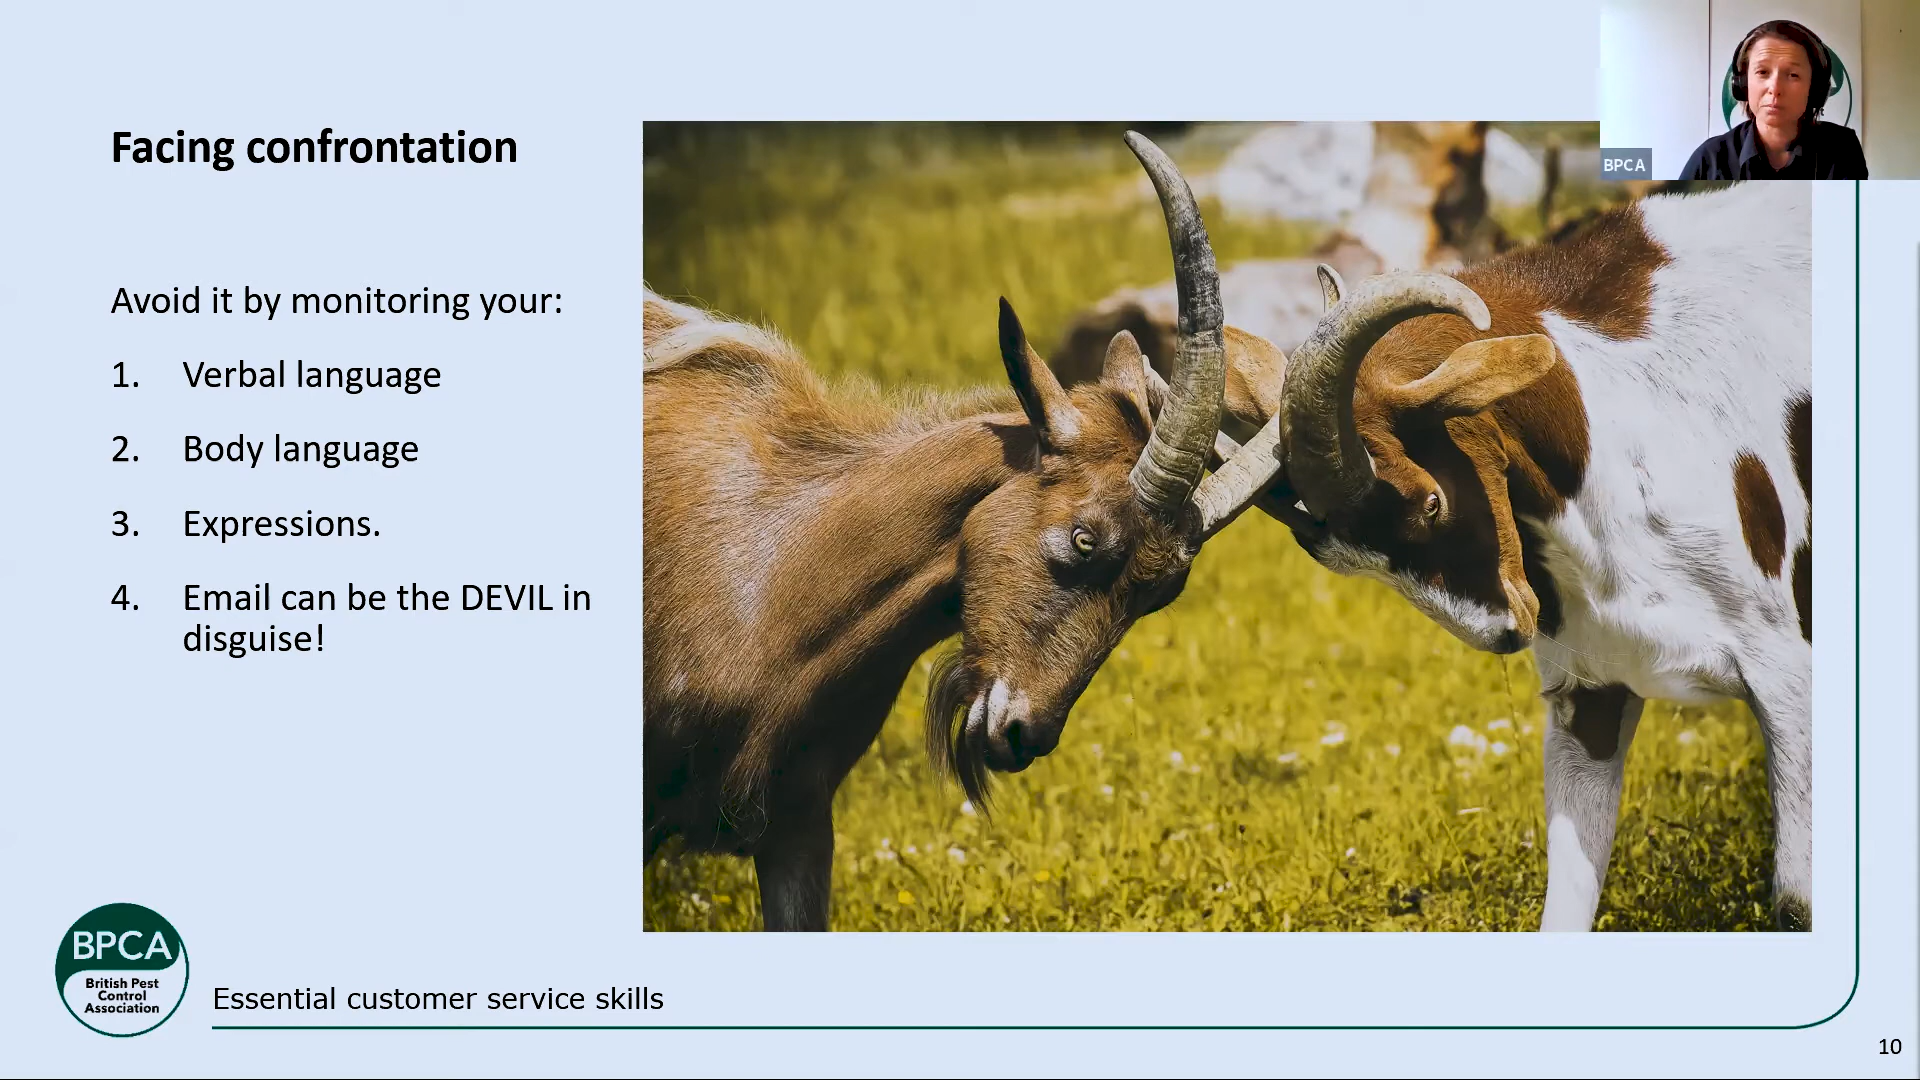 BPCA
Facing confrontation
Avoid it by monitoring your:
1. Verbal language
2. Body language
3. Expressions.
4. Email can be the DEVIL in
disguise!
BPCA
British Pest
Control
Association
Essential customer service skills
10